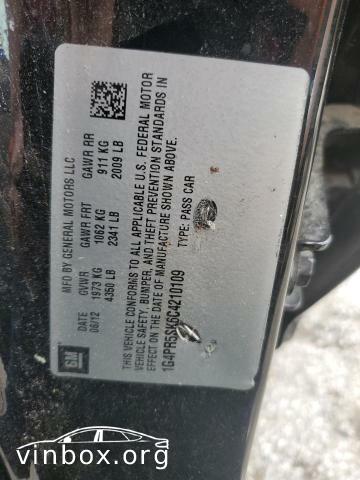 GM
MFD BY GENERAL MOTORS LLC
DATE GVWR GAWR FRT GAWR RR
06/12 1973 KG 1062 KG 911 KG
4350 LB 2341 LB 2009 LB
THIS VEHICLE CONFORMS TO ALL APPLICABLE U.S. FEDERAL MOTOR
VEHICLE SAFETY, BUMPER, AND THEFT PREVENTION STANDARDS IN
EFFECT ON THE DATE OF MANUFACTURE SHOWN ABOVE.
1G4PR5SK6C4210109 TYPE: PASS CAR
vinbox.org